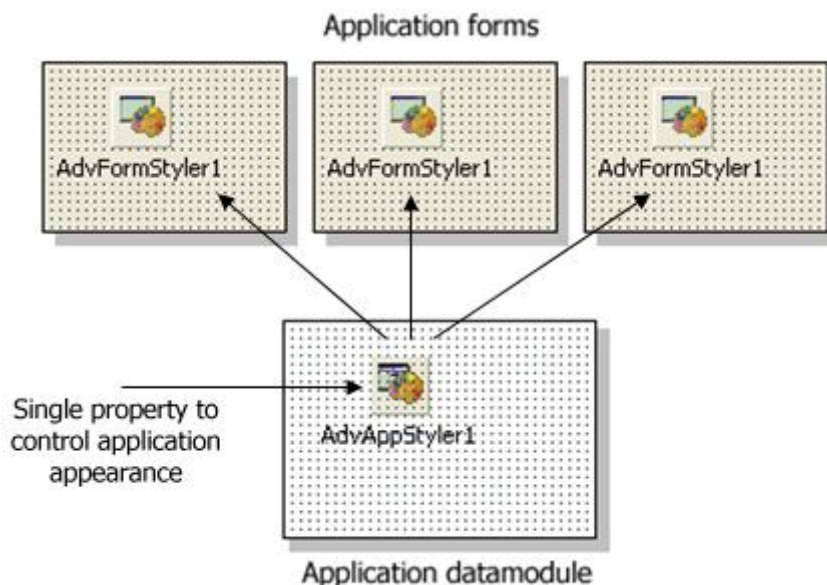 Application forms
AdvFormStyler1
AdvFormStyler1
AdvFormStyler1
Single property to
control application
appearance
AdvAppStyler1
Application datamodule